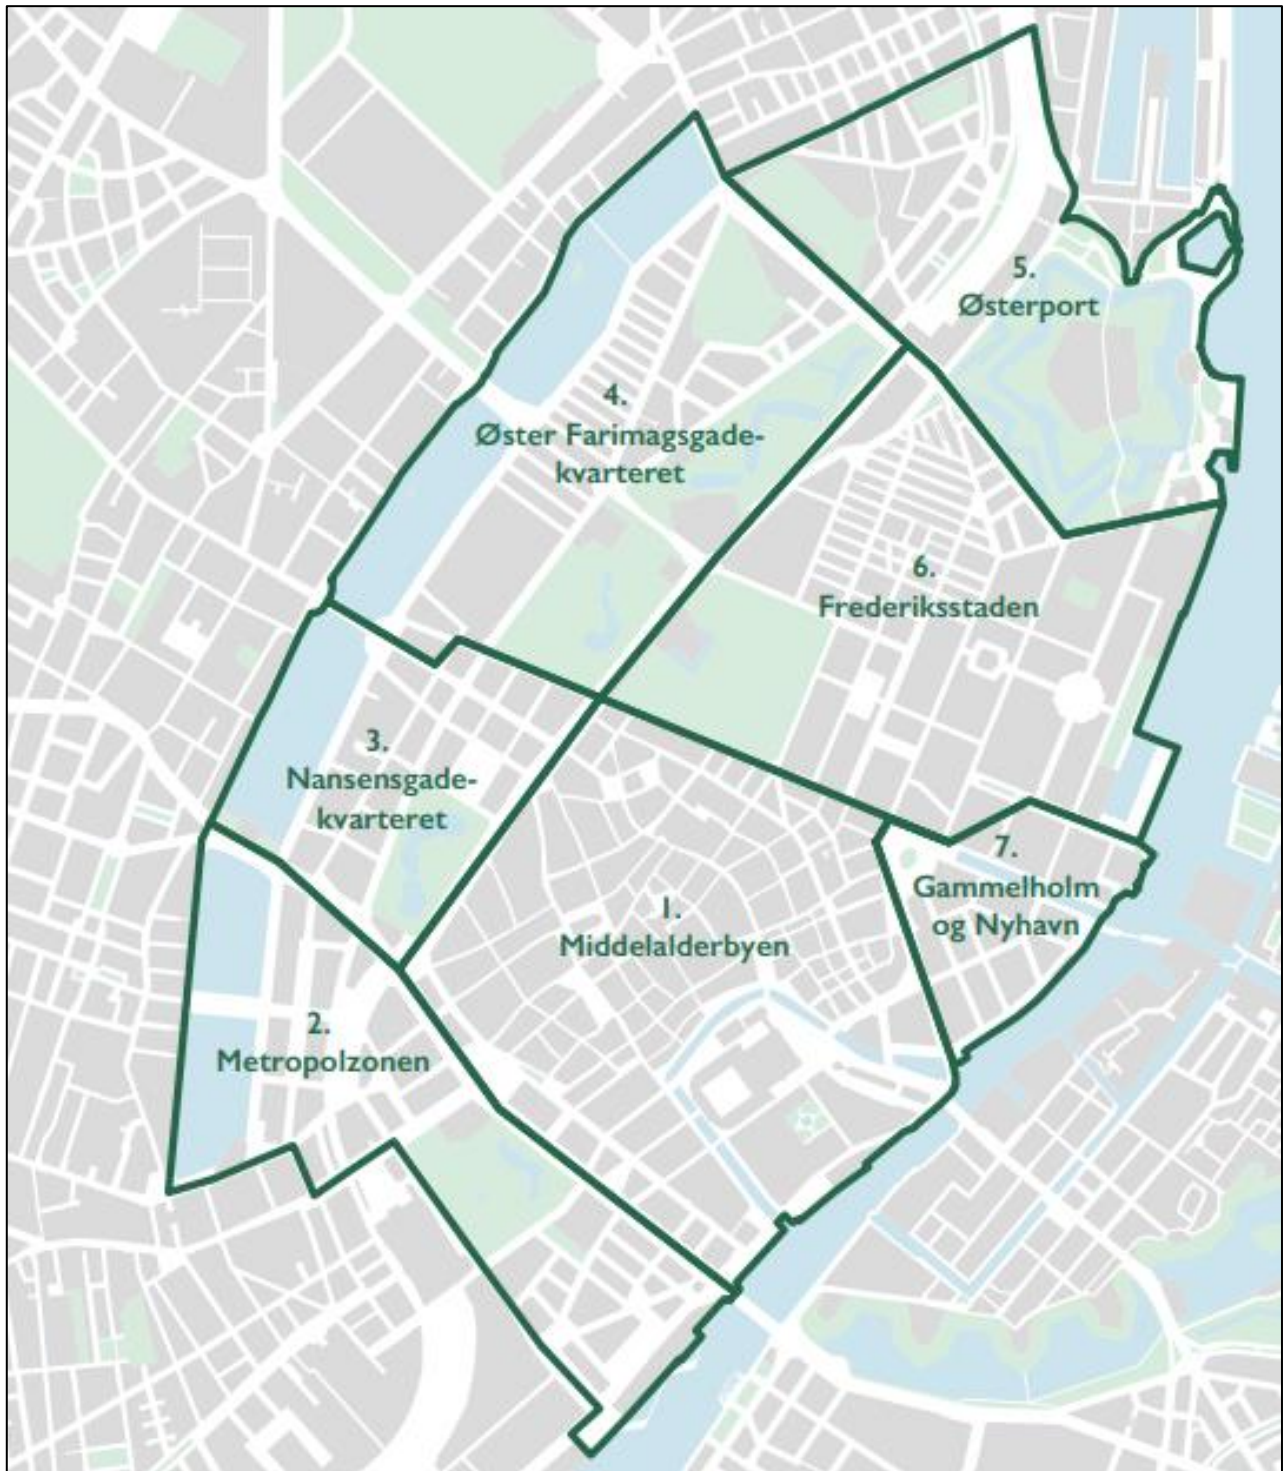 5.
Østerport
4.
Øster Farimagsgade-
kvarteret
6.
Frederiksstaden
3.
Nansensgade-
kvarteret
7.
Gammelholm
og Nyhavn
1.
Middelalderbyen
2.
Metropolzonen